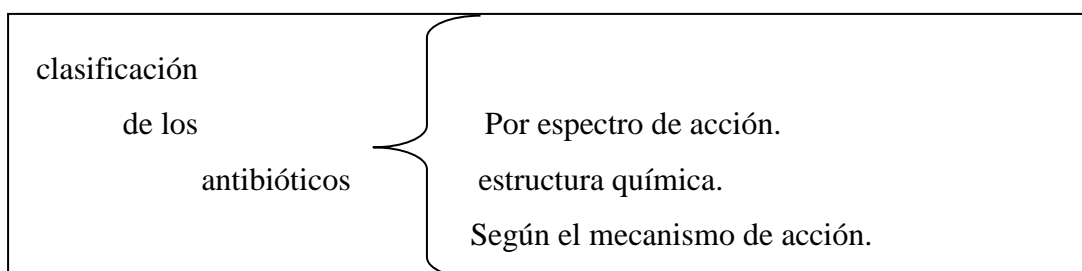 clasificación
de los
antibióticos
Por espectro de acción.
estructura química.
Según el mecanismo de acción.